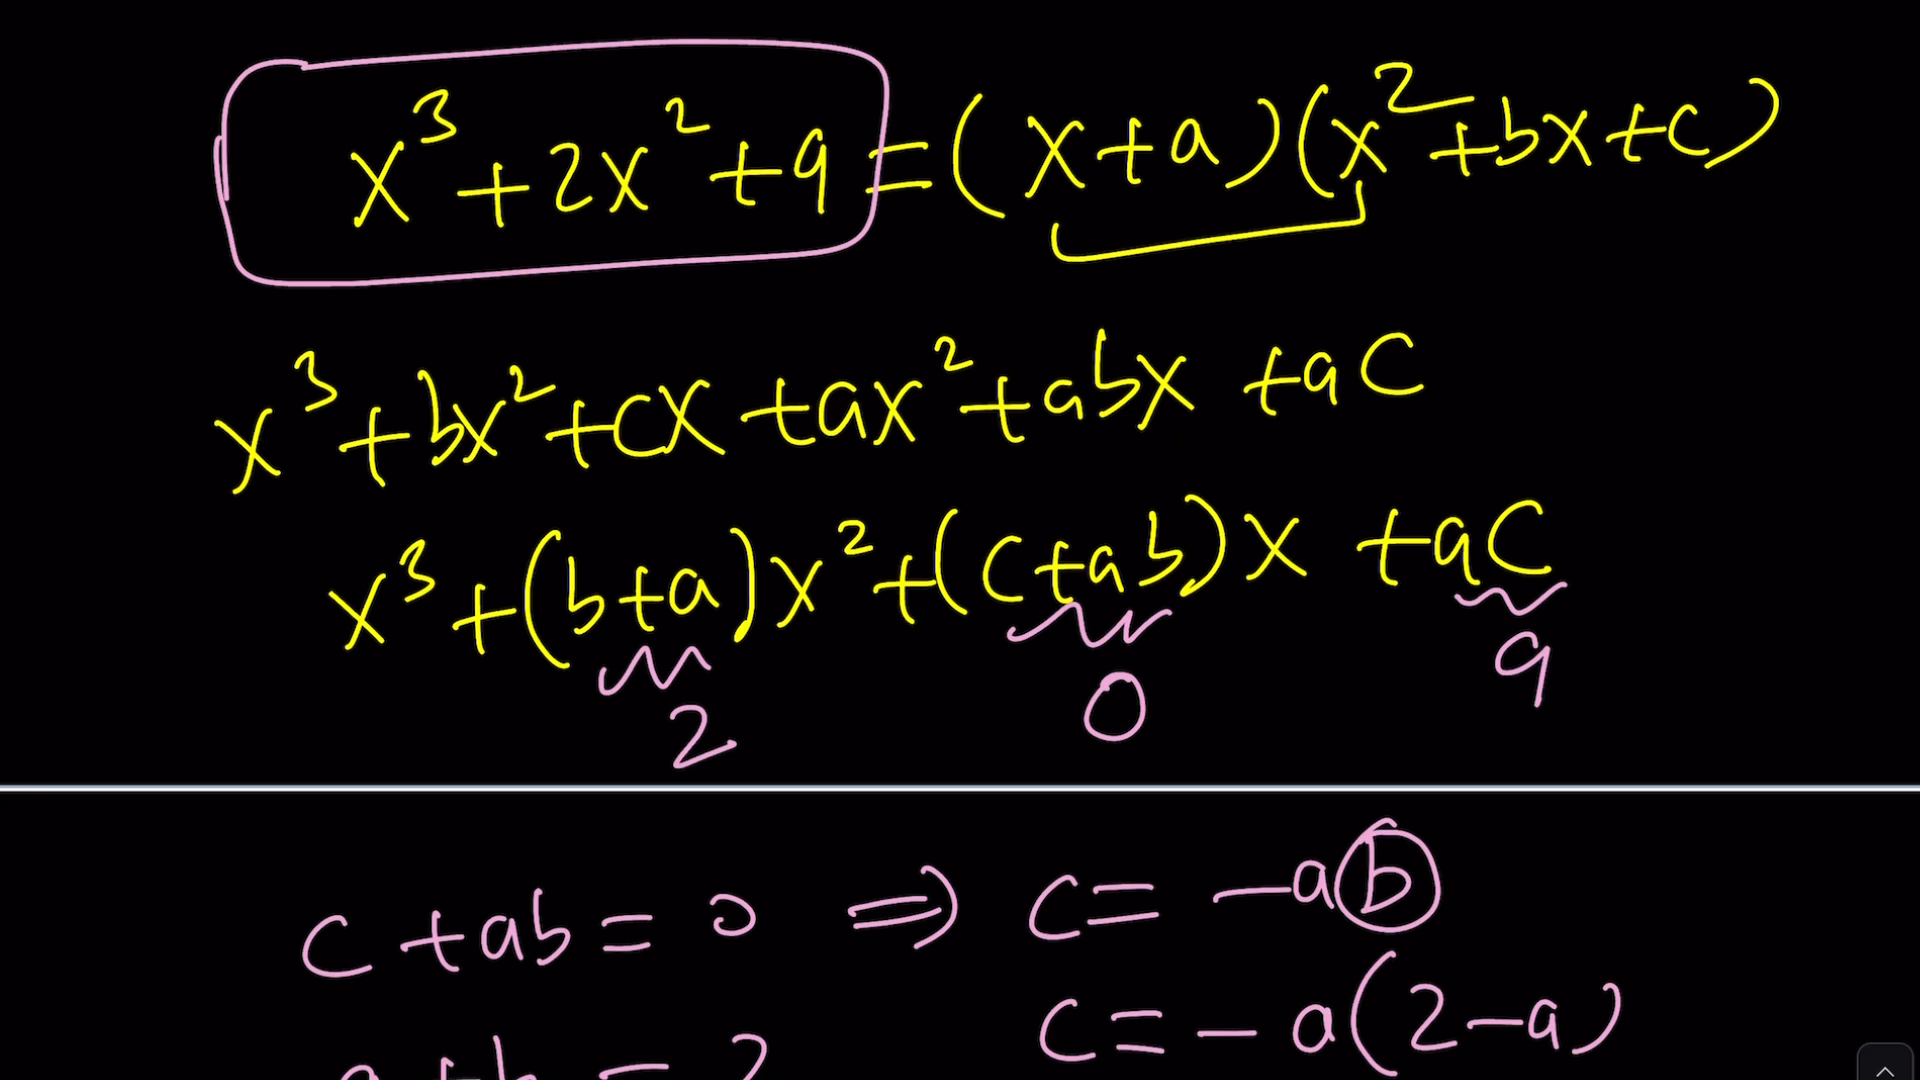 x³+2x²+9=(x+a)(x²+bx+c)
x³+bx²+cx+ax²+abx+ac
x³+(b+a)x²+(c+ab)x+ac
2 0 9
c+ab=0 ⇒ c=-ab
c=-a(2-a)
a+b=2